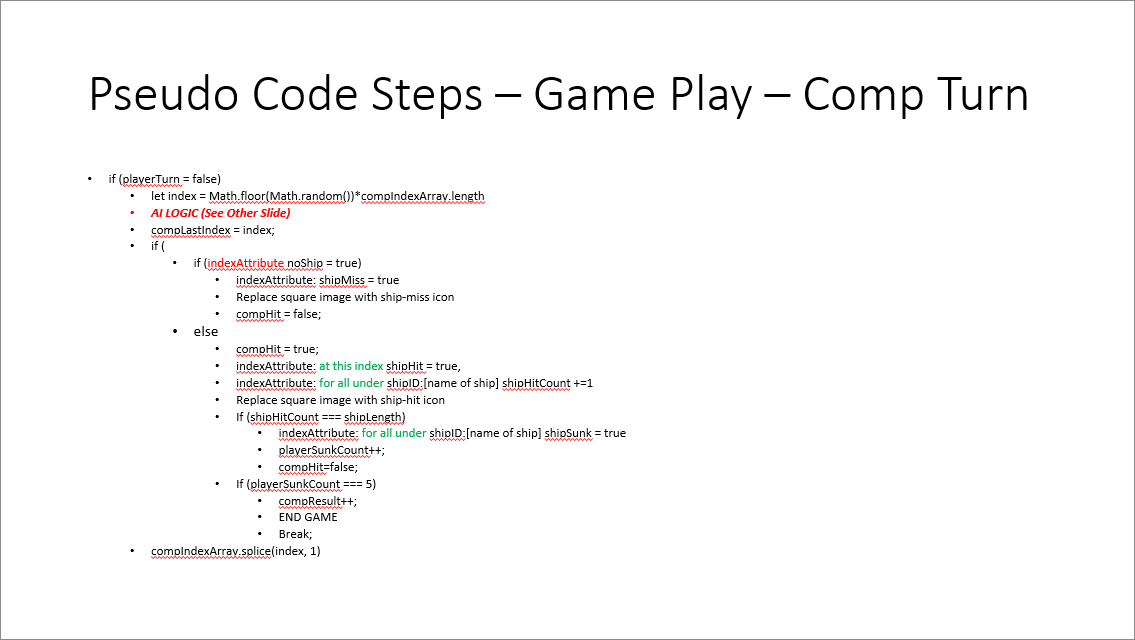 Pseudo Code Steps – Game Play – Comp Turn
• if (playerTurn = false)
• let index = Math.floor(Math.random())*compIndexArray.length
• AI LOGIC (See Other Slide)
• compLastIndex = index;
• if (
• if (indexAttribute noShip = true)
• indexAttribute: shipMiss = true
• Replace square image with ship-miss icon
• compHit = false;
• else
• compHit = true;
• indexAttribute: at this index shipHit = true,
• indexAttribute: for all under shipID:[name of ship] shipHitCount +=1
• Replace square image with ship-hit icon
• If (shipHitCount === shipLength)
• indexAttribute: for all under shipID:[name of ship] shipSunk = true
• playerSunkCount++;
• compHit=false;
• If (playerSunkCount === 5)
• compResult++;
• END GAME
• Break;
• compIndexArray.splice(index, 1)